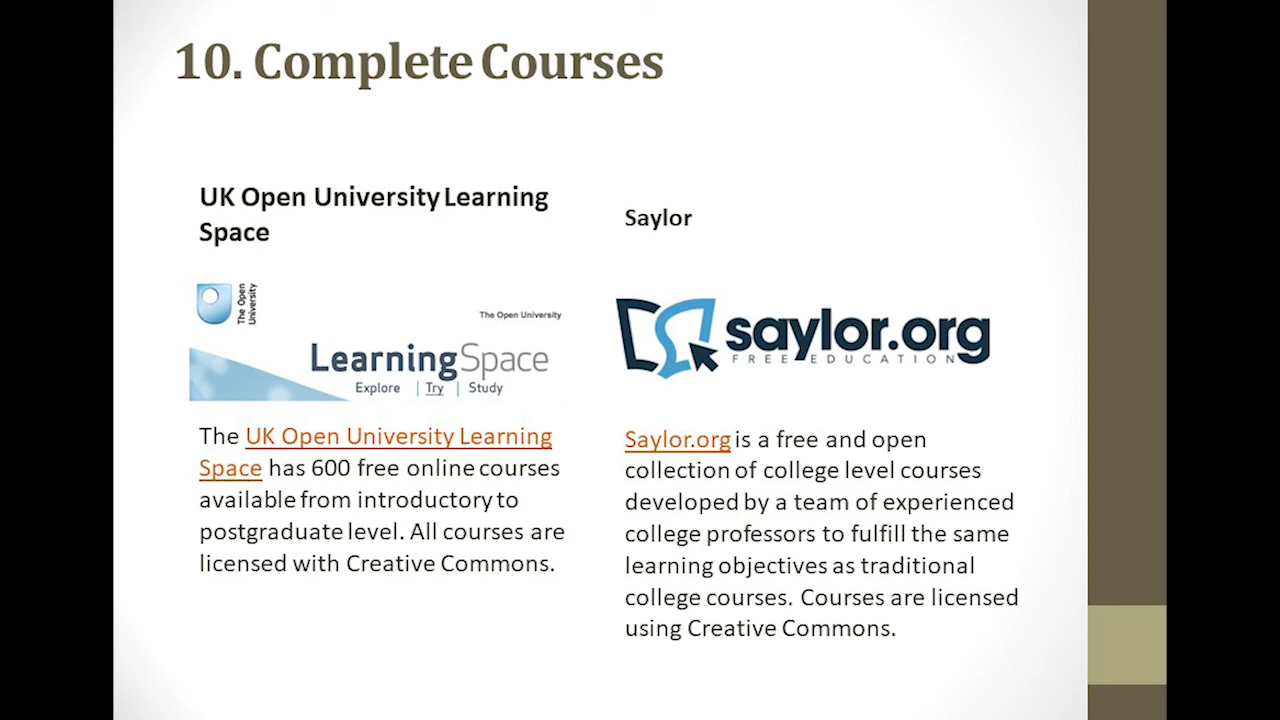 10. Complete Courses
UK Open University Learning
Space
The Open
University
The Open University
LearningSpace
Explore | Try | Study
The UK Open University Learning
Space has 600 free online courses
available from introductory to
postgraduate level. All courses are
licensed with Creative Commons.
Saylor
saylor.org
FREE EDUCATION
Saylor.org is a free and open
collection of college level courses
developed by a team of experienced
college professors to fulfill the same
learning objectives as traditional
college courses. Courses are licensed
using Creative Commons.